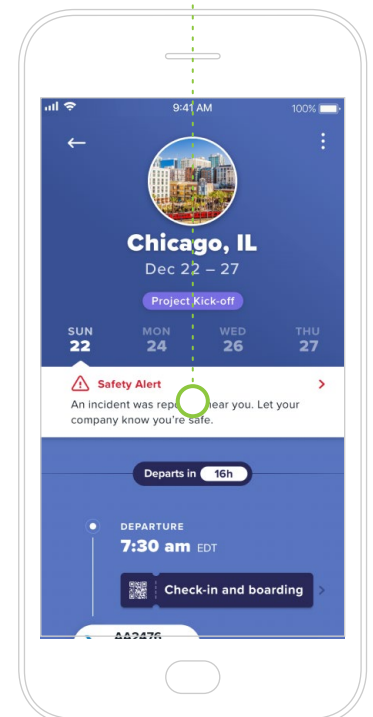 9:41 AM
100%
Chicago, IL
Dec 22 – 27
Project Kick-off
SUN MON WED THU
22 24 26 27
Safety Alert
An incident was repo near you. Let your
company know you're safe.
Departs in 16h
DEPARTURE
7:30 am EDT
Check-in and boarding
AA2476